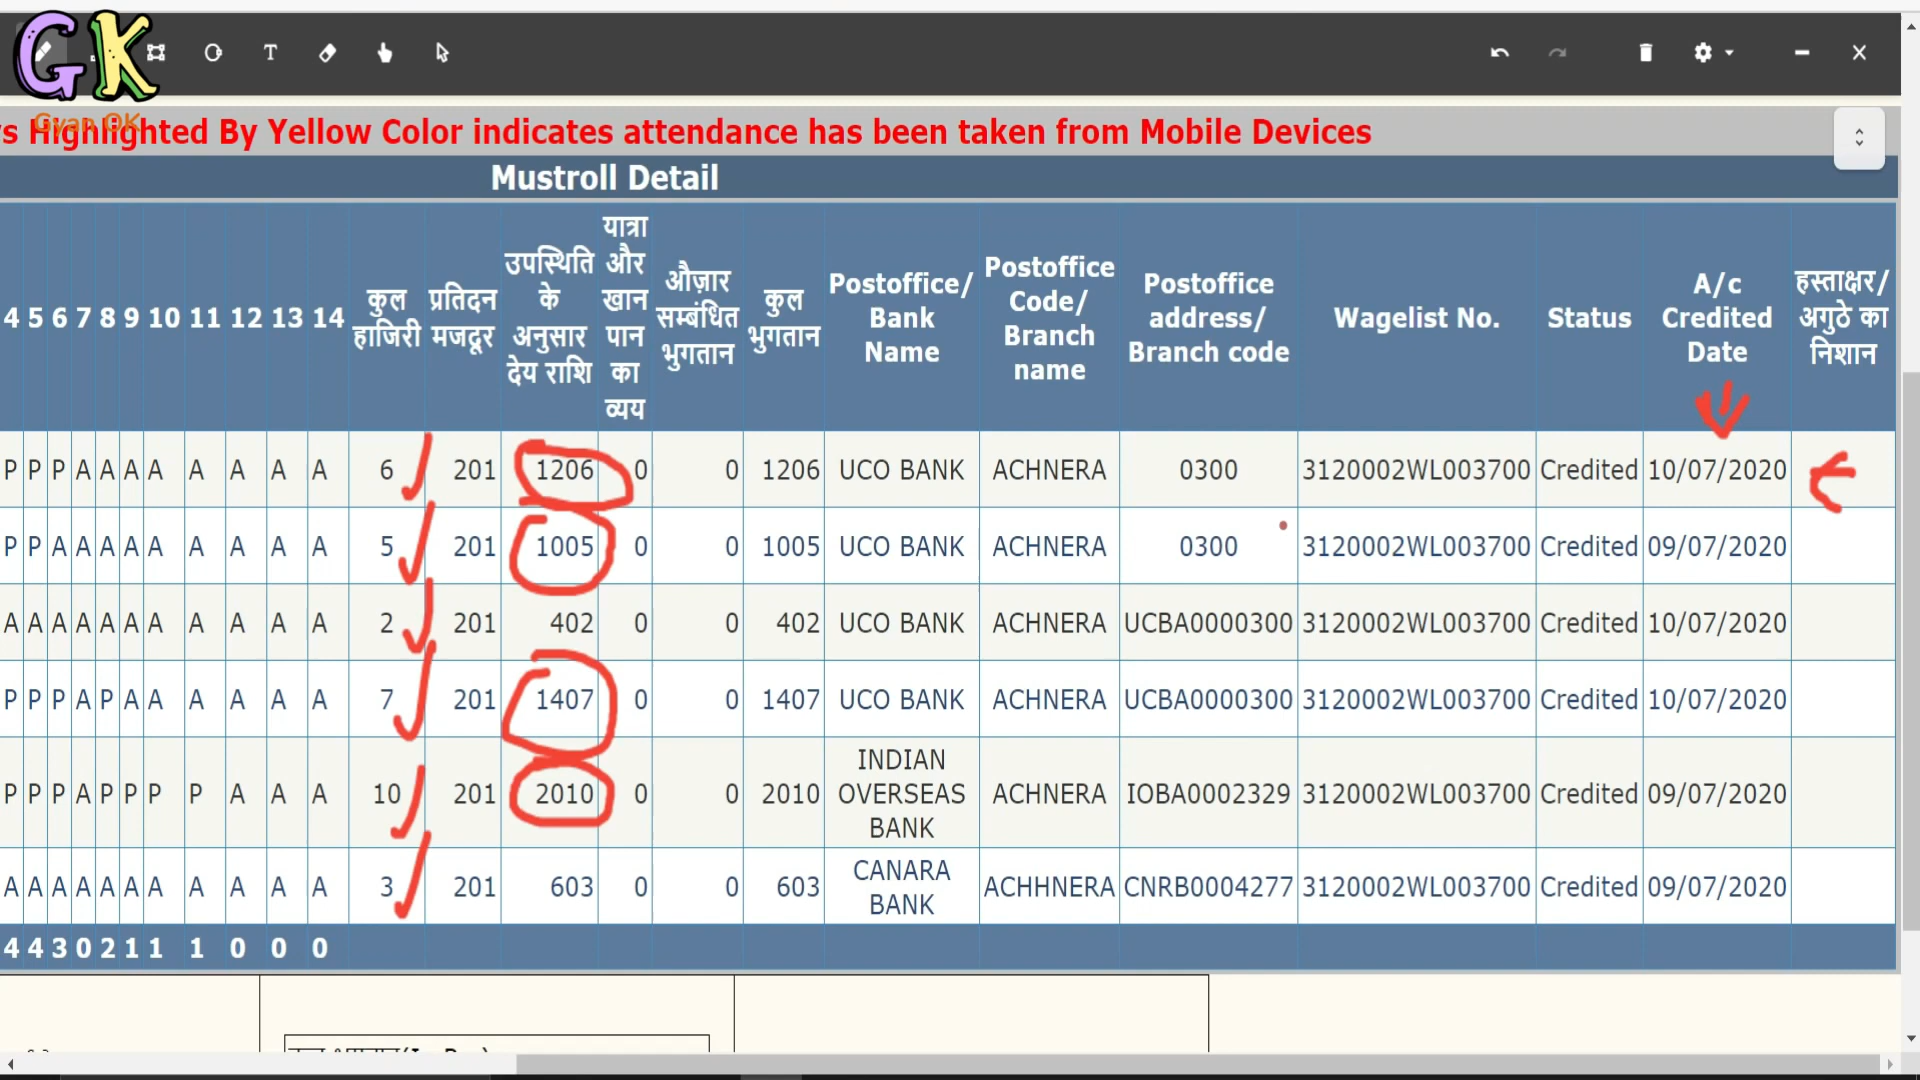 GK
Gyan OK
T
s Highlighted By Yellow Color indicates attendance has been taken from Mobile Devices
Mustroll Detail
4 5 6 7 8 9 10 11 12 13 14 कुल हाजिरी प्रतिदन मजदूर उपस्थिति के अनुसार देय राशि यात्रा और खान पान का व्यय औज़ार सम्बंधित भुगतान कुल भुगतान Postoffice/ Bank Name Postoffice Code/ Branch name Postoffice address/ Branch code Wagelist No. Status A/c Credited Date हस्ताक्षर/ अगुठे का निशान
P P P A A A A A A A A 6 201 1206 0 0 1206 UCO BANK ACHNERA 0300 3120002WL003700 Credited 10/07/2020
P P A A A A A A A A A 5 201 1005 0 0 1005 UCO BANK ACHNERA 0300 3120002WL003700 Credited 09/07/2020
A A A A A A A A A A A 2 201 402 0 0 402 UCO BANK ACHNERA UCBA0000300 3120002WL003700 Credited 10/07/2020
P P P A P A A A A A A 7 201 1407 0 0 1407 UCO BANK ACHNERA UCBA0000300 3120002WL003700 Credited 10/07/2020
P P P A P P P P A A A 10 201 2010 0 0 2010 INDIAN OVERSEAS BANK ACHNERA IOBA0002329 3120002WL003700 Credited 09/07/2020
A A A A A A A A A A A 3 201 603 0 0 603 CANARA BANK ACHHNERA CNRB0004277 3120002WL003700 Credited 09/07/2020
4 4 3 0 2 1 1 1 0 0 0